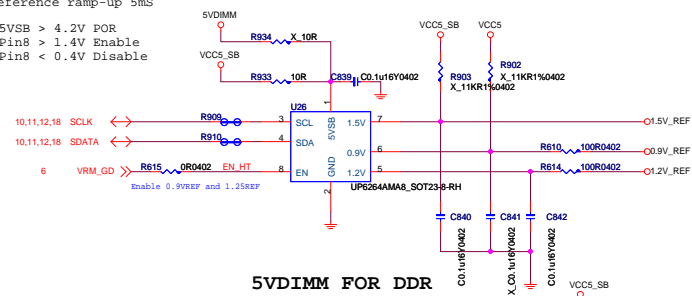 eference ramp-up 5mS
5VSB > 4.2V POR
Pin8 > 1.4V Enable
Pin8 < 0.4V Disable
5VDIMM
R934 X_10R
VCC5_SB
R933 10R
C839 C0.1u16Y0402
VCC5_SB
VCC5
R903
X_11KR1%0402
R902
X_11KR1%0402
U26
1
5VSB
10,11,12,18 SCLK
R909
3 SCL
1.5V 7
1.5V_REF
10,11,12,18 SDATA
R910
4 SDA
0.9V 6
R610 100R0402
0.9V_REF
6 VRM_GD
R615 0R0402
EN_HT
8 EN
GND
2
1.2V 5
R614 100R0402
1.2V_REF
Enable 0.9VREF and 1.25REF
UP6264AMA8_SOT23-8-RH
C840
C0.1u16Y0402
C841
X_C0.1u16Y0402
C842
C0.1u16Y0402
5VDIMM FOR DDR
VCC5_SB